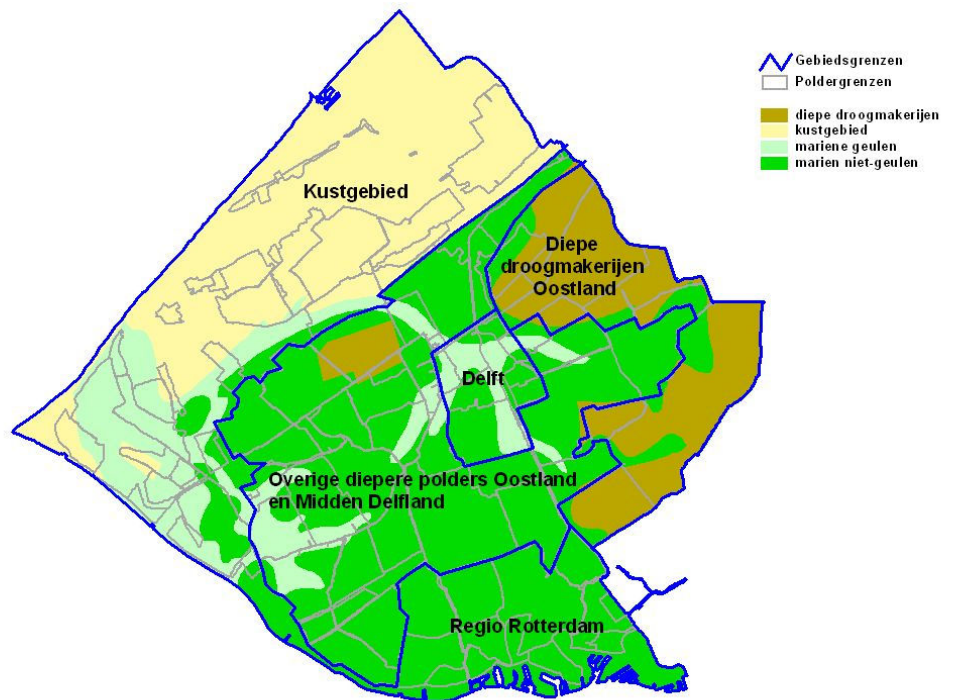 Gebiedsgrenzen
Poldergrenzen
diepe droogmakerijen
kustgebied
mariene geulen
marien niet-geulen
Kustgebied
Diepe
droogmakerijen
Oostland
Delft
Overige diepere polders Oostland
en Midden Delfland
Regio Rotterdam